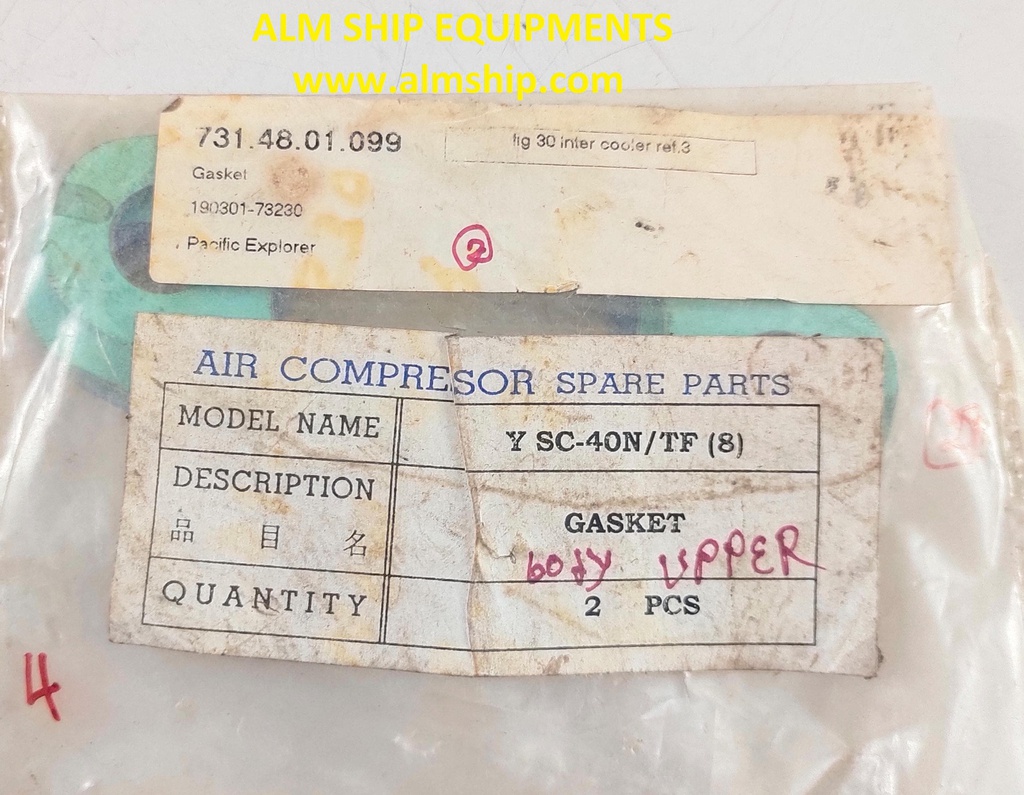 ALM SHIP EQUIPMENTS
www.almship.com
731.48.01.099
fig 30 inter cooler ref.3
Gasket
190301-73230
Pacific Explorer
2
AIR COMPRESOR SPARE PARTS
MODEL NAME Y SC-40N/TF (8)
DESCRIPTION
品 目 名
GASKET
body UPPER
QUANTITY 2 PCS
4